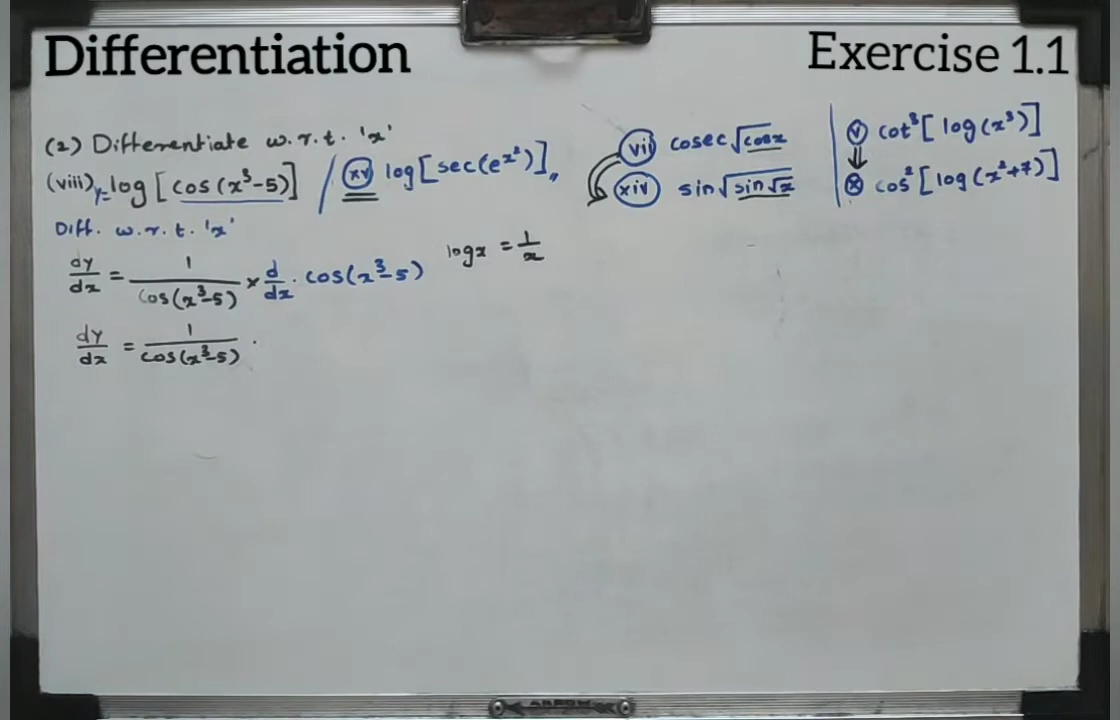 Differentiation
Exercise 1.1
(2) Differentiate w.r.t. 'x'
(viii) y=log[cos(x³-5)] / (xv) log[sec(e^x²)],,
(vii) cosec√cosx
(xiv) sin√sin√x
(v) cot³[log(x³)]
(x) cos²[log(x²+7)]
Diff. w.r.t. 'x'
dy/dx = 1/cos(x³-5) × d/dx . cos(x³-5)
logx = 1/x
dy/dx = 1/cos(x³-5) .